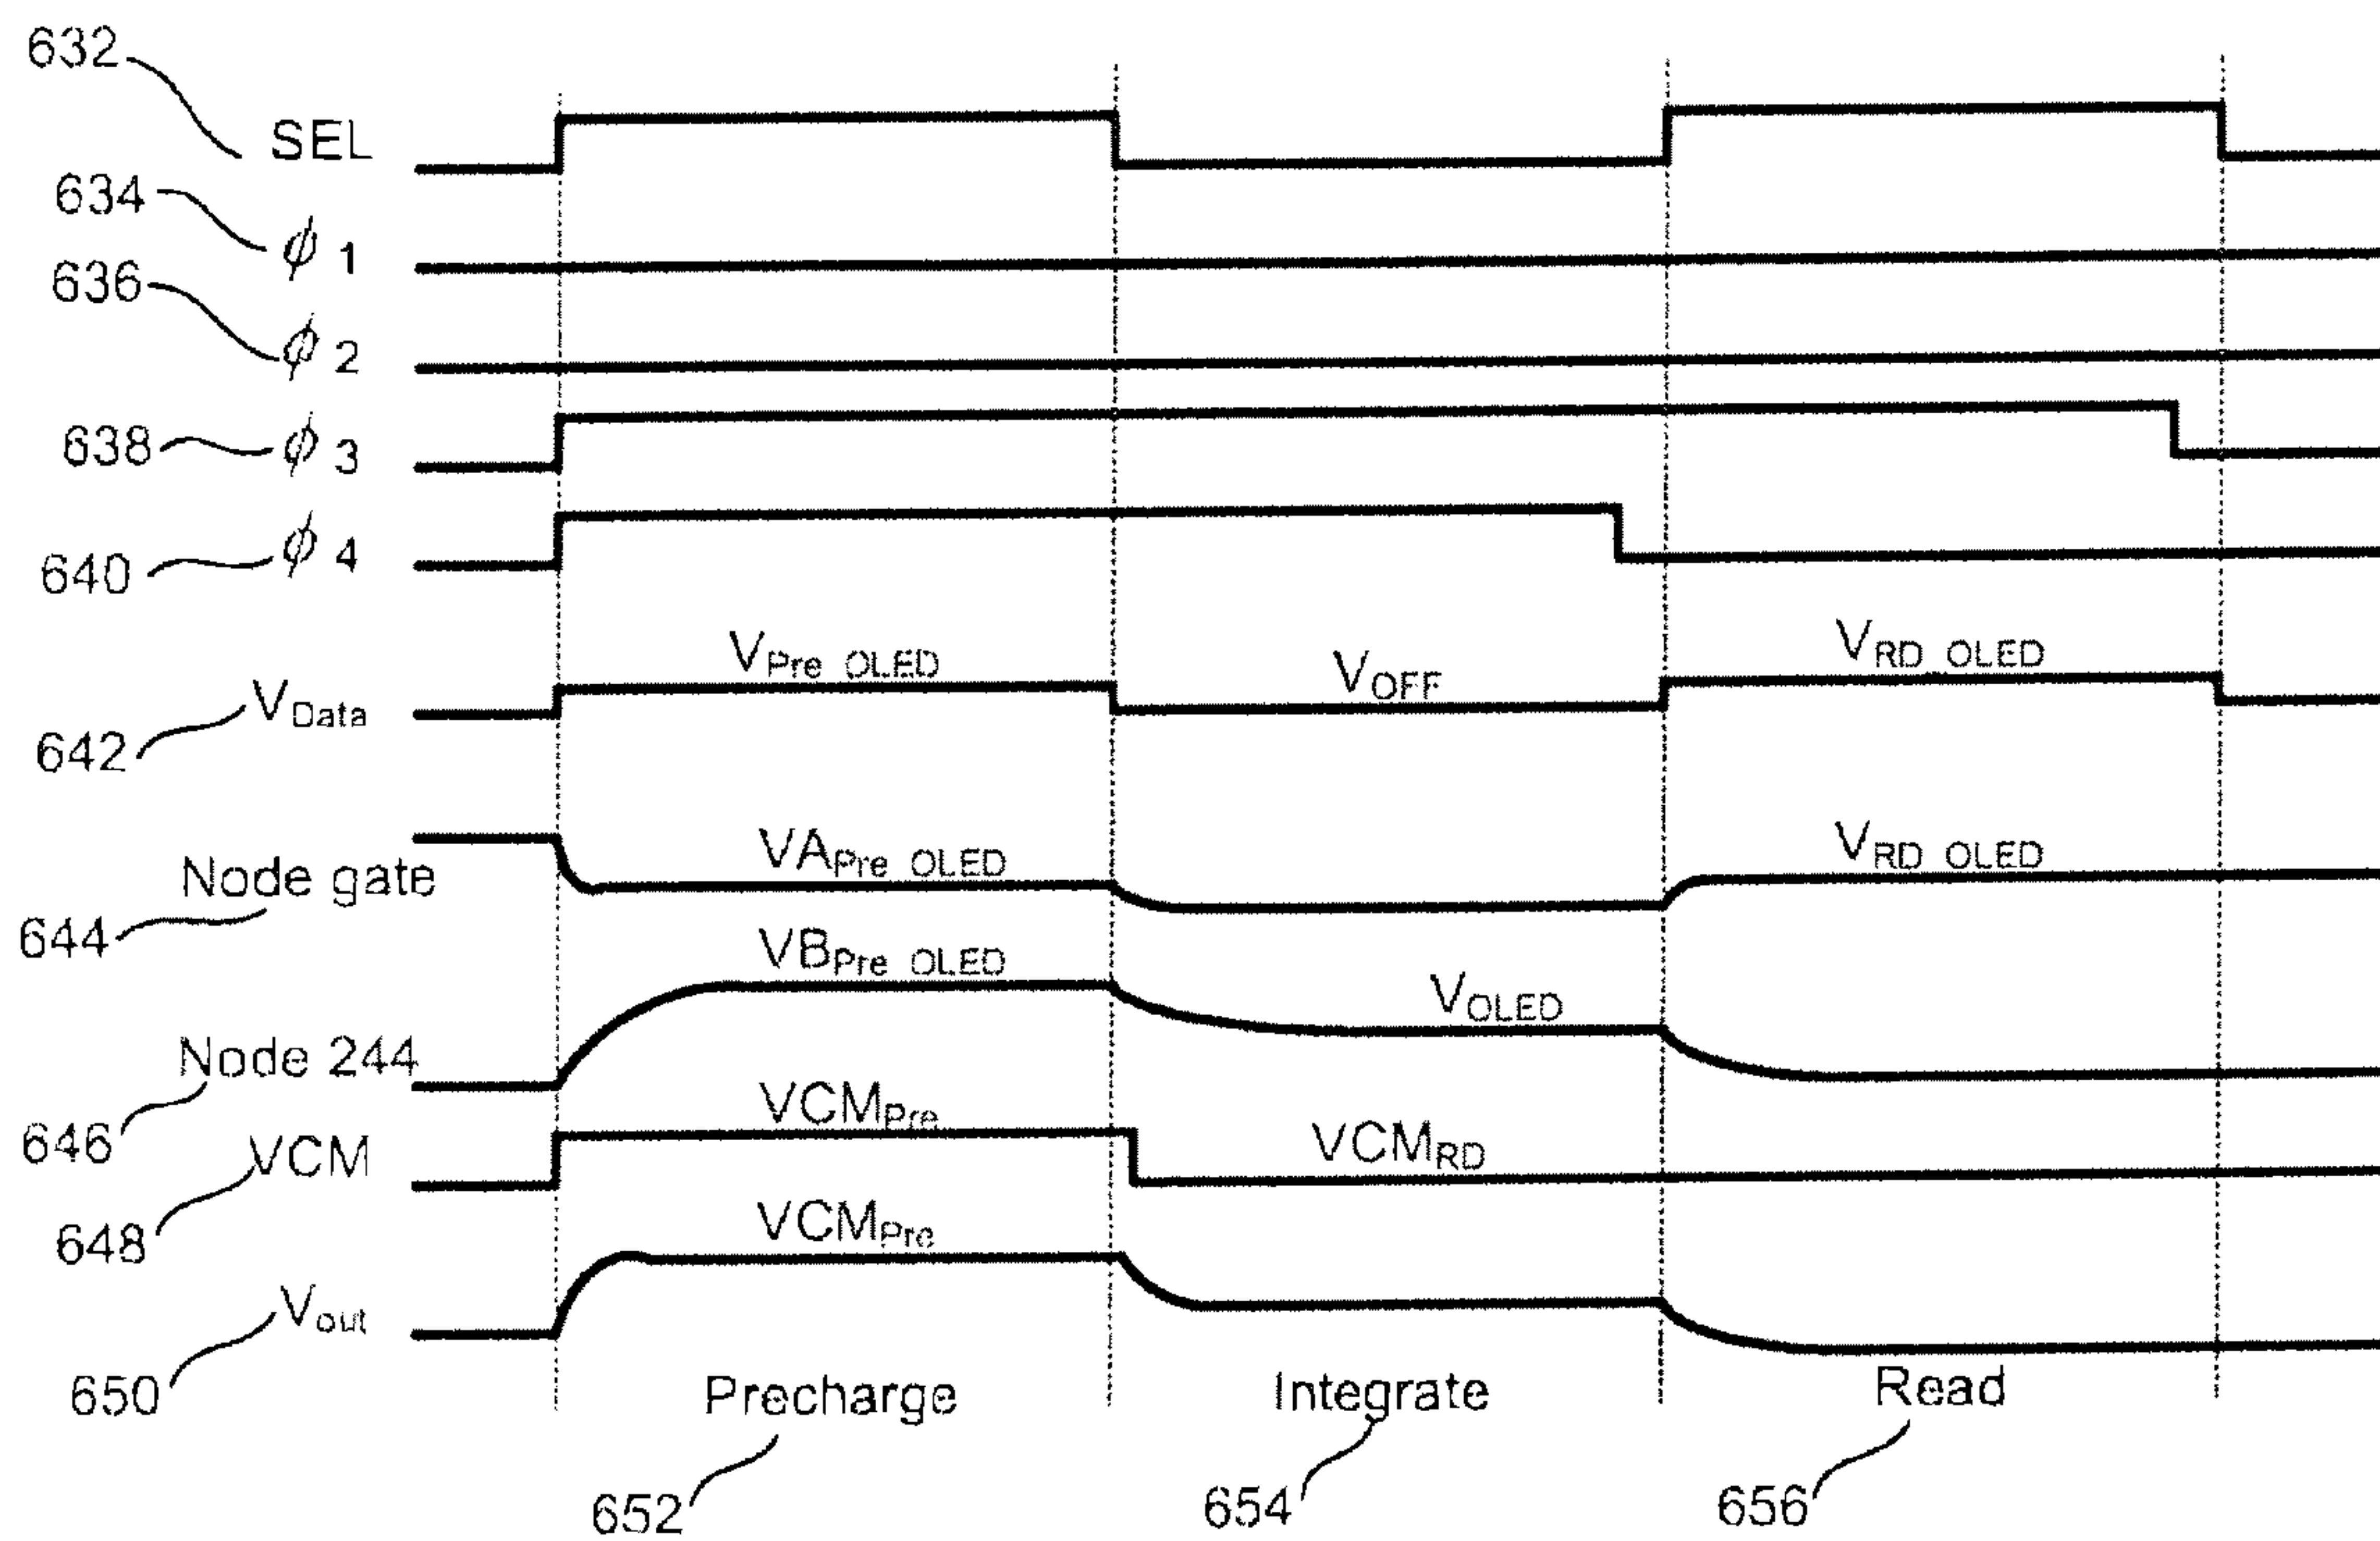 632
SEL
634
ϕ 1
636
ϕ 2
638
ϕ 3
ϕ 4
640
VPre OLED
VOFF
VRD OLED
VData
642
VAPre OLED
VRD OLED
Node gate
644
VBPre OLED
VOLED
Node 244
VCMPre
646
VCM
VCMRD
648
VCMPre
Vout
650
Precharge
Integrate
Read
652
654
656